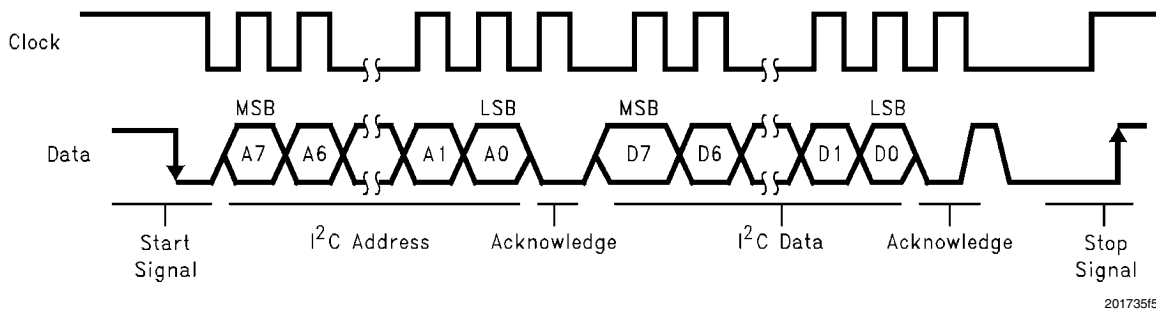 Clock
MSB LSB MSB LSB
Data A7 A6 A1 A0 D7 D6 D1 D0
Start Signal
I²C Address
Acknowledge
I²C Data
Acknowledge
Stop Signal
201735f5